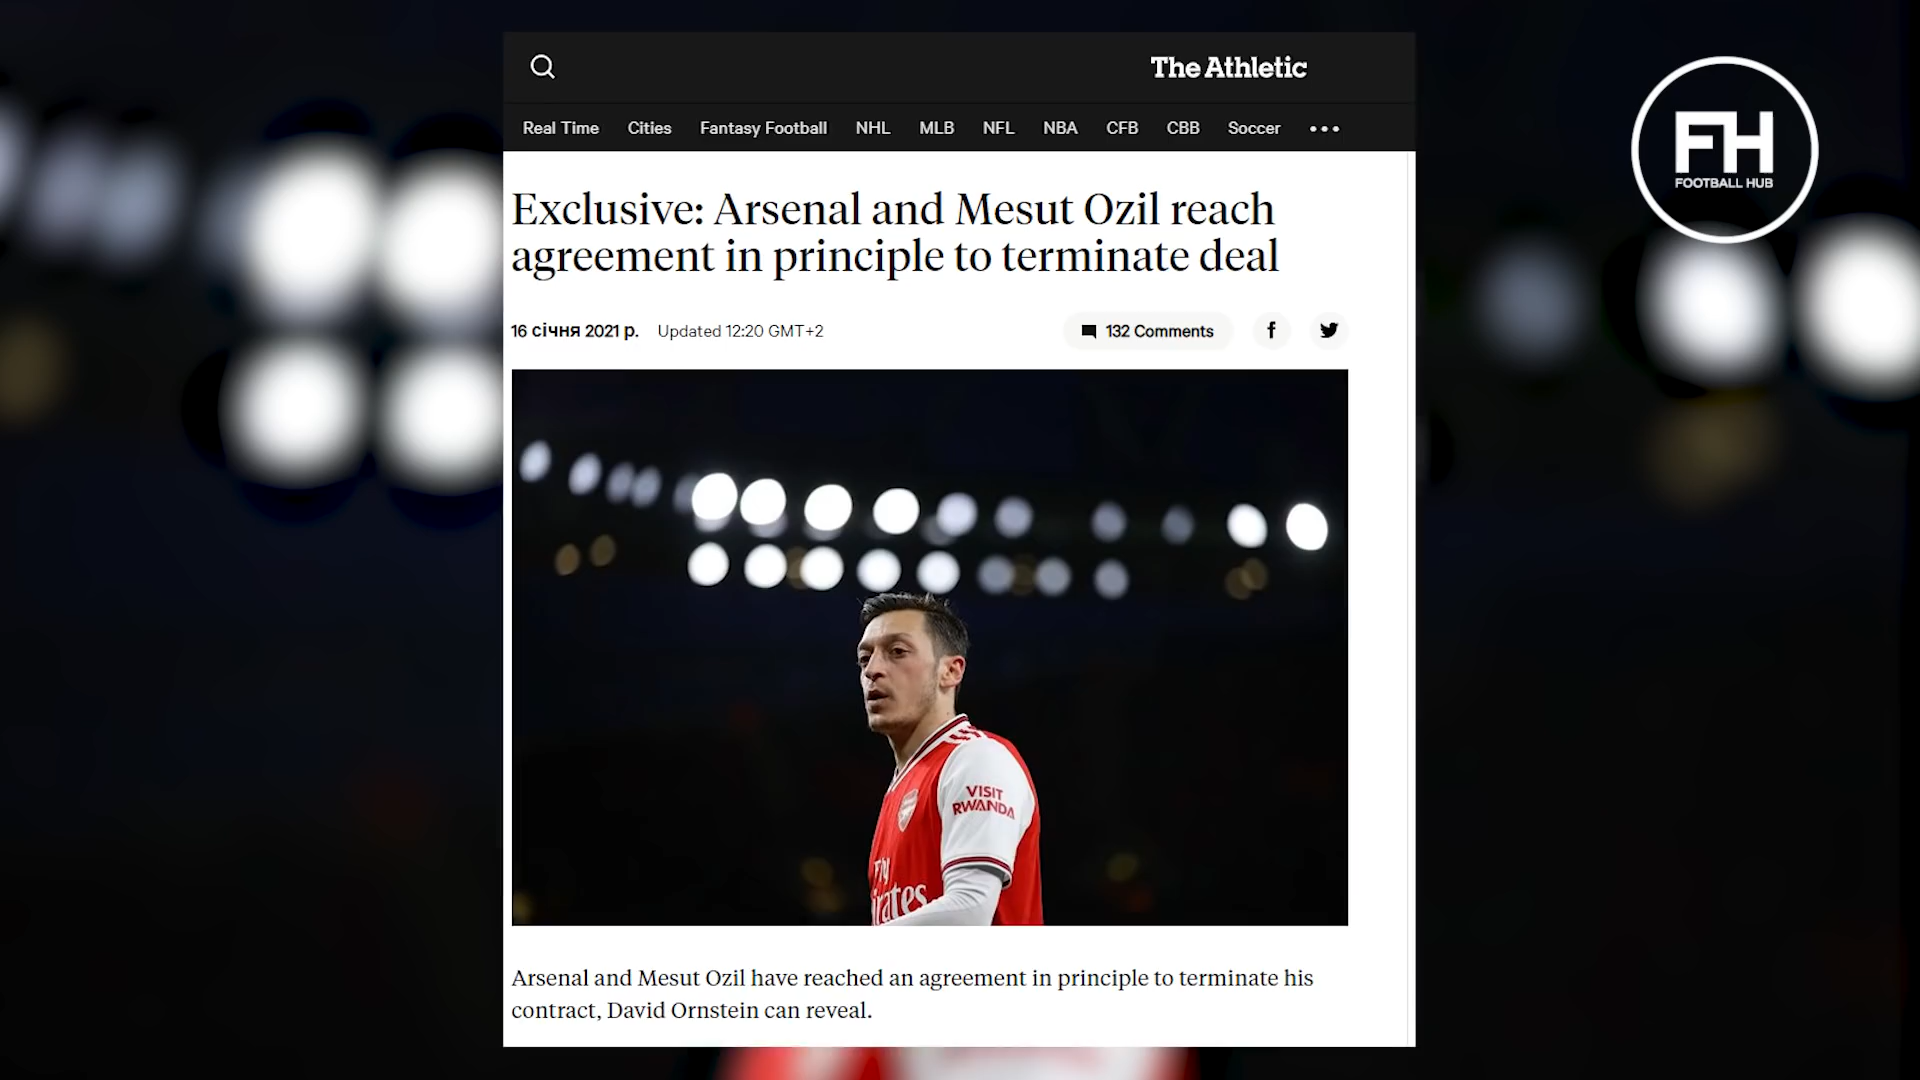 The Athletic
FH
FOOTBALL HUB
Real Time Cities Fantasy Football NHL MLB NFL NBA CFB CBB Soccer
Exclusive: Arsenal and Mesut Ozil reach
agreement in principle to terminate deal
16 січня 2021 р. Updated 12:20 GMT+2 132 Comments
VISIT
RWANDA
Arsenal and Mesut Ozil have reached an agreement in principle to terminate his
contract, David Ornstein can reveal.